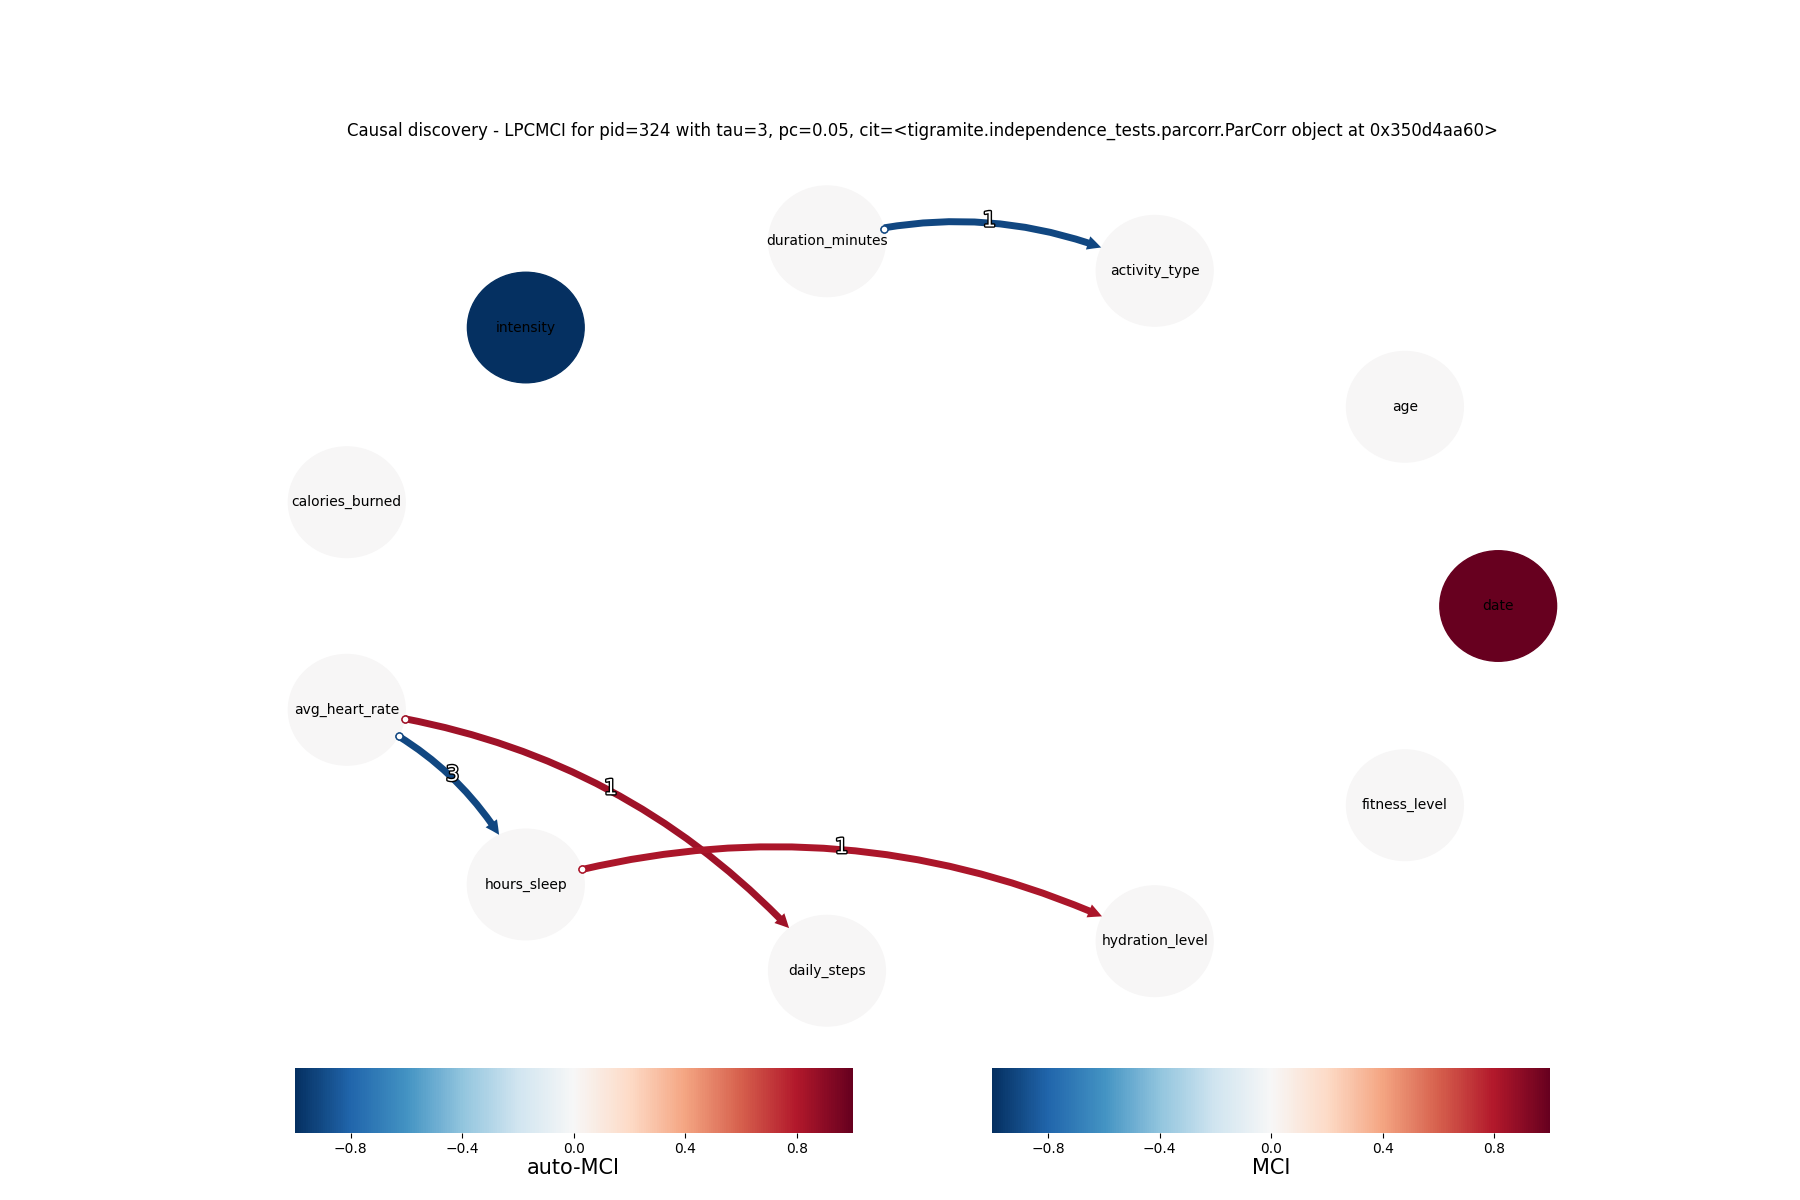 Causal discovery - LPCMCI for pid=324 with tau=3, pc=0.05, cit=<tigramite.independence_tests.parcorr.ParCorr object at 0x350d4aa60>
duration_minutes
1
activity_type
intensity
age
calories_burned
date
avg_heart_rate
3
1
fitness_level
1
hours_sleep
hydration_level
daily_steps
−0.8 −0.4 0.0 0.4 0.8
auto-MCI
−0.8 −0.4 0.0 0.4 0.8
MCI